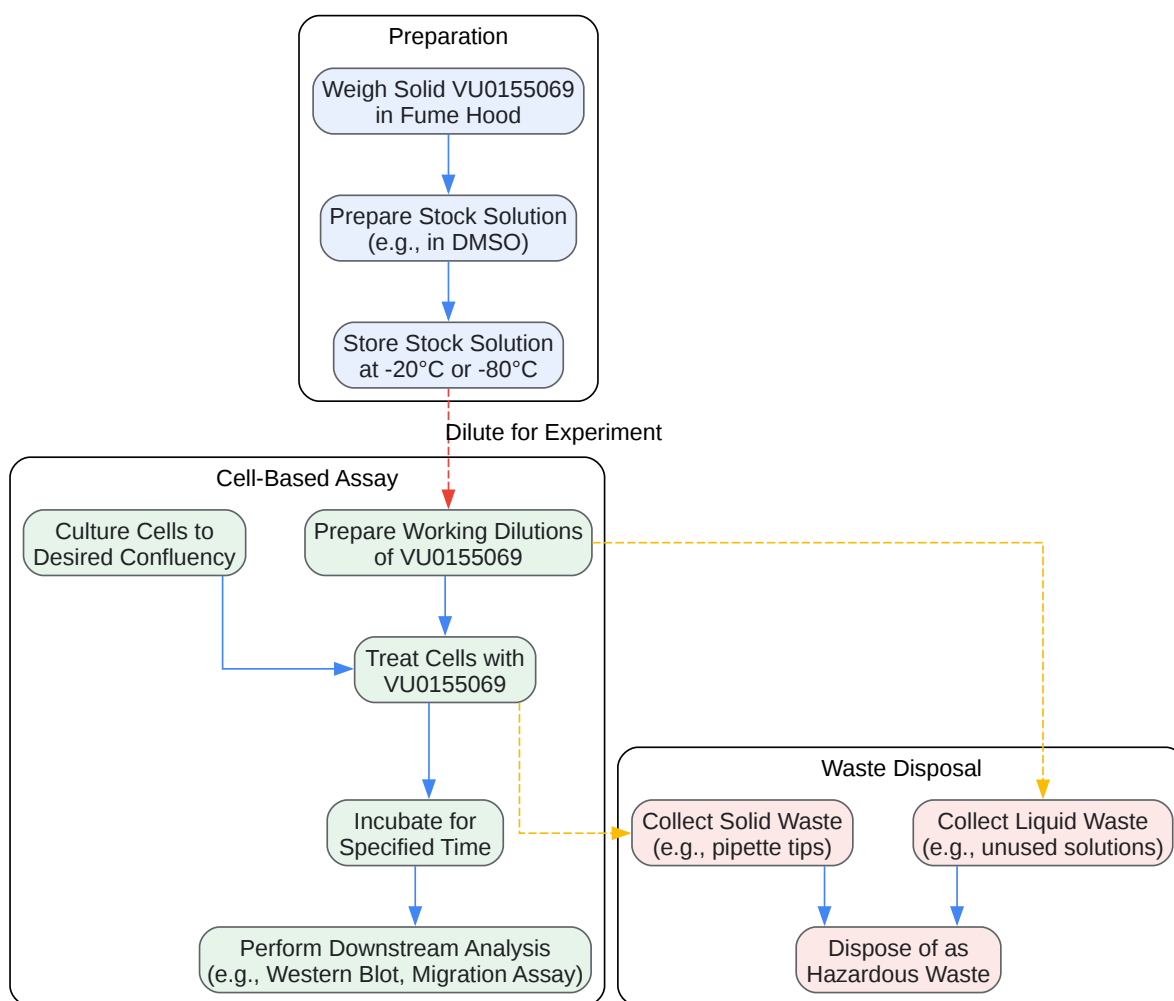 Preparation
Weigh Solid VU0155069
in Fume Hood
Prepare Stock Solution
(e.g., in DMSO)
Store Stock Solution
at -20°C or -80°C
Dilute for Experiment
Cell-Based Assay
Culture Cells to
Desired Confluency
Prepare Working Dilutions
of VU0155069
Treat Cells with
VU0155069
Incubate for
Specified Time
Perform Downstream Analysis
(e.g., Western Blot, Migration Assay)
Waste Disposal
Collect Solid Waste
(e.g., pipette tips)
Collect Liquid Waste
(e.g., unused solutions)
Dispose of as
Hazardous Waste